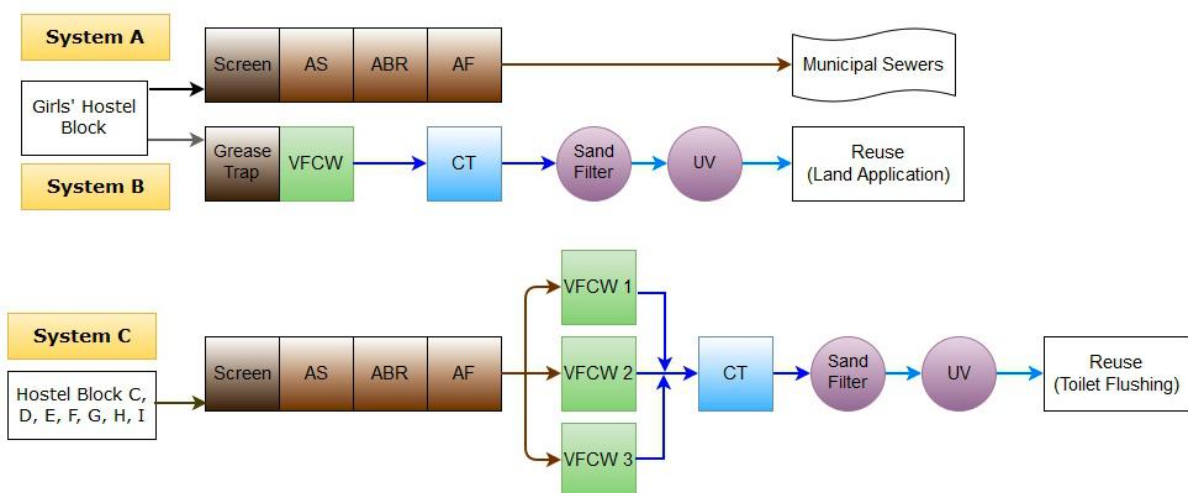 System A
Girls' Hostel
Block
System B
Screen
AS
ABR
AF
Municipal Sewers
Grease
Trap
VFCW
CT
Sand
Filter
UV
Reuse
(Land Application)
System C
Hostel Block C,
D, E, F, G, H, I
Screen
AS
ABR
AF
VFCW 1
VFCW 2
VFCW 3
CT
Sand
Filter
UV
Reuse
(Toilet Flushing)